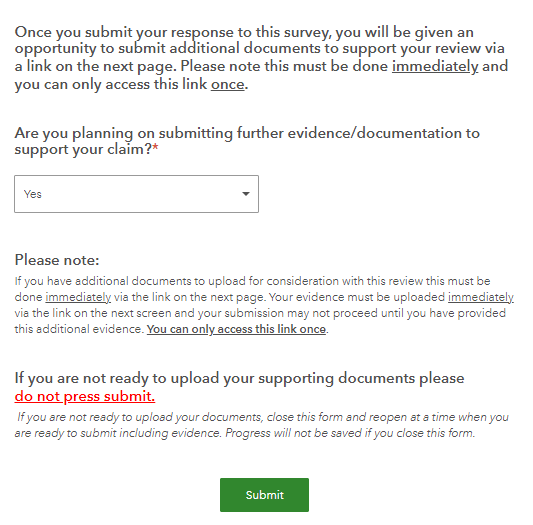 Once you submit your response to this survey, you will be given an
opportunity to submit additional documents to support your review via
a link on the next page. Please note this must be done immediately and
you can only access this link once.
Are you planning on submitting further evidence/documentation to
support your claim?*
Yes
Please note:
If you have additional documents to upload for consideration with this review this must be
done immediately via the link on the next page. Your evidence must be uploaded immediately
via the link on the next screen and your submission may not proceed until you have provided
this additional evidence. You can only access this link once.
If you are not ready to upload your supporting documents please
do not press submit.
If you are not ready to upload your documents, close this form and reopen at a time when you
are ready to submit including evidence. Progress will not be saved if you close this form.
Submit